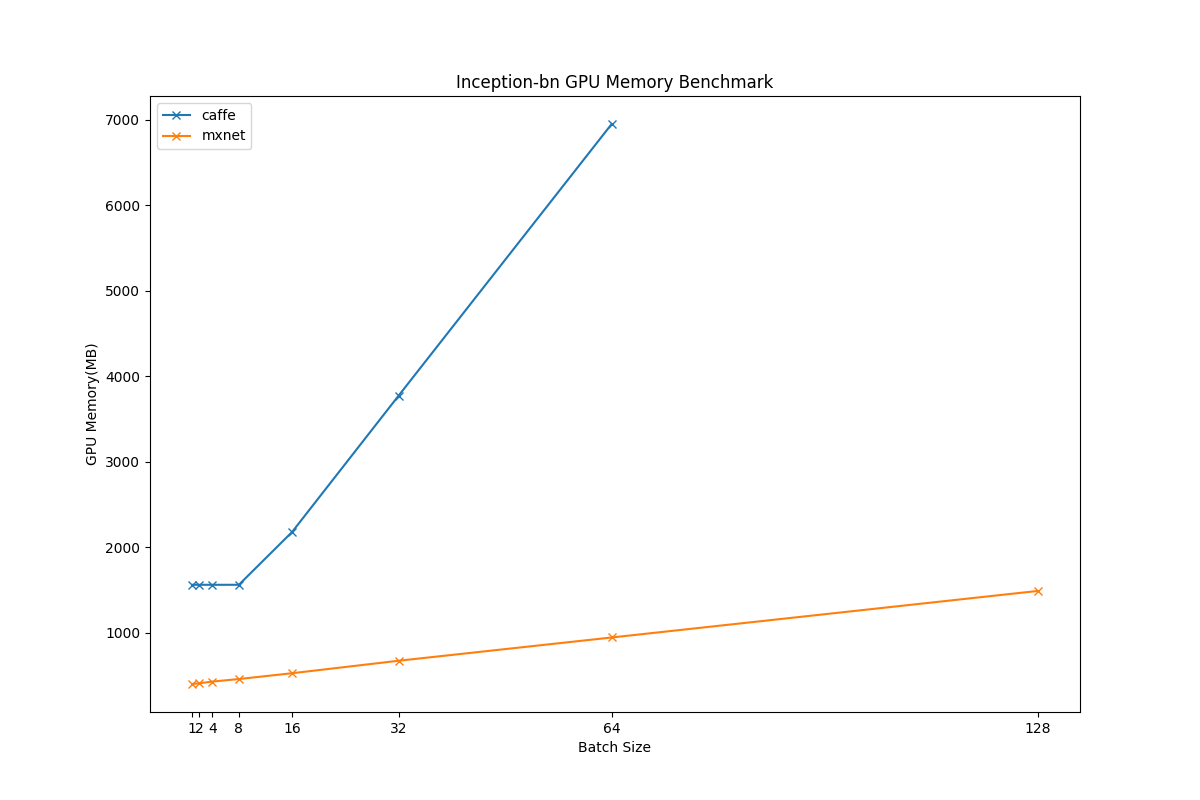 Inception-bn GPU Memory Benchmark
caffe
mxnet
7000
6000
5000
4000
3000
2000
1000
GPU Memory(MB)
1 2 4 8 16 32 64 128
Batch Size